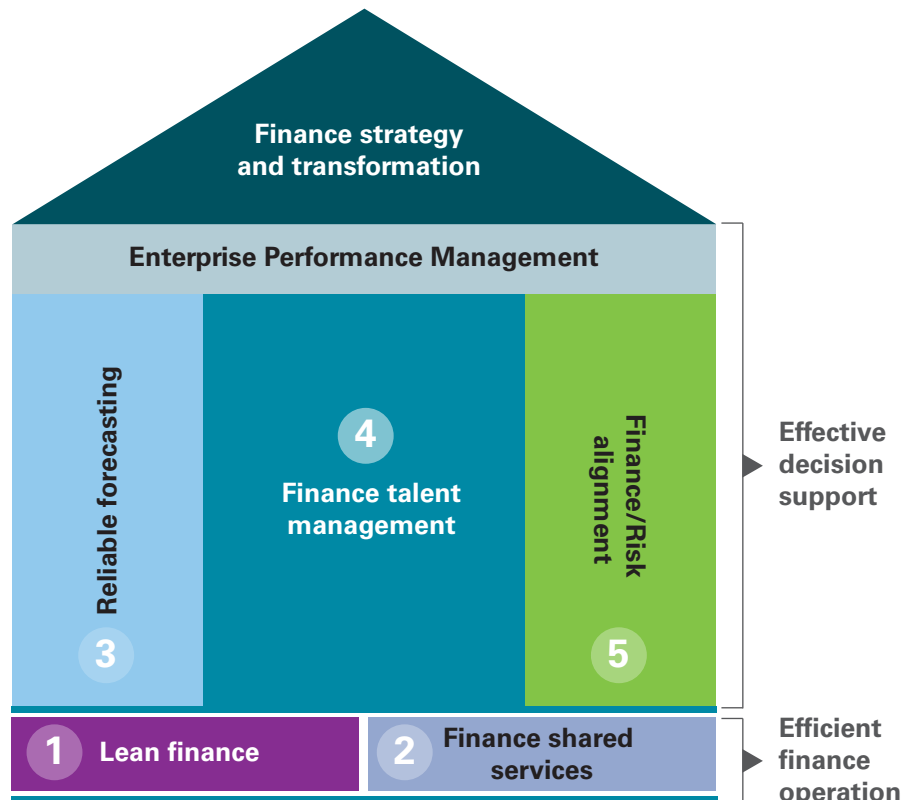 Finance strategy
and transformation
Enterprise Performance Management
Reliable forecasting
3
4
Finance talent
management
Finance/Risk
alignment
5
Effective
decision
support
1 Lean finance
2 Finance shared
services
Efficient
finance
operation